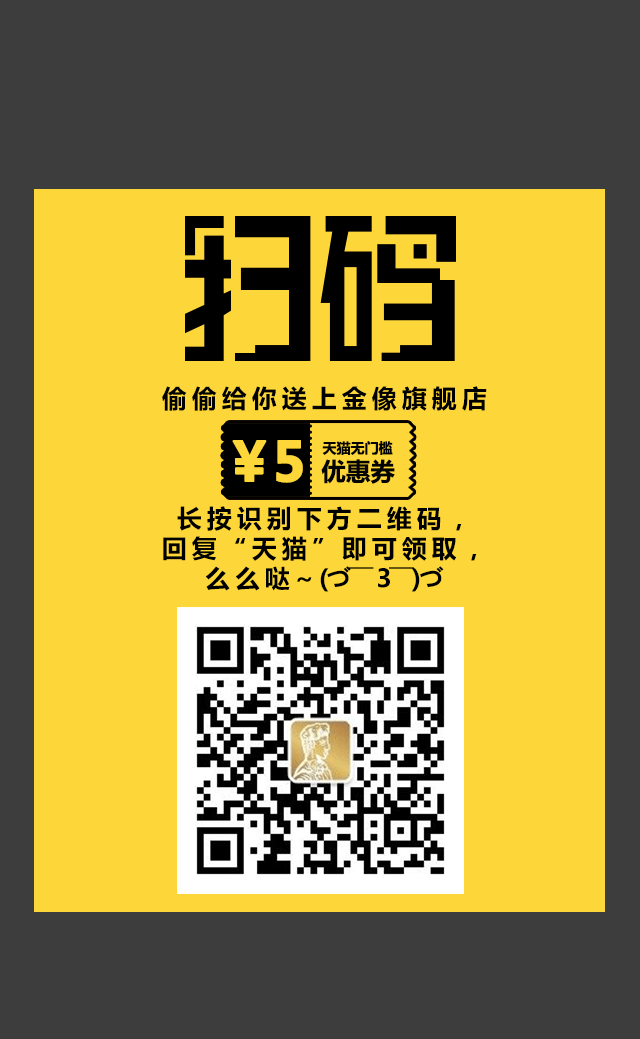 扫码
偷偷给你送上金像旗舰店
¥5
天猫无门槛
优惠券
长按识别下方二维码，
回复“天猫”即可领取，
么么哒～(づ￣ 3￣)づ